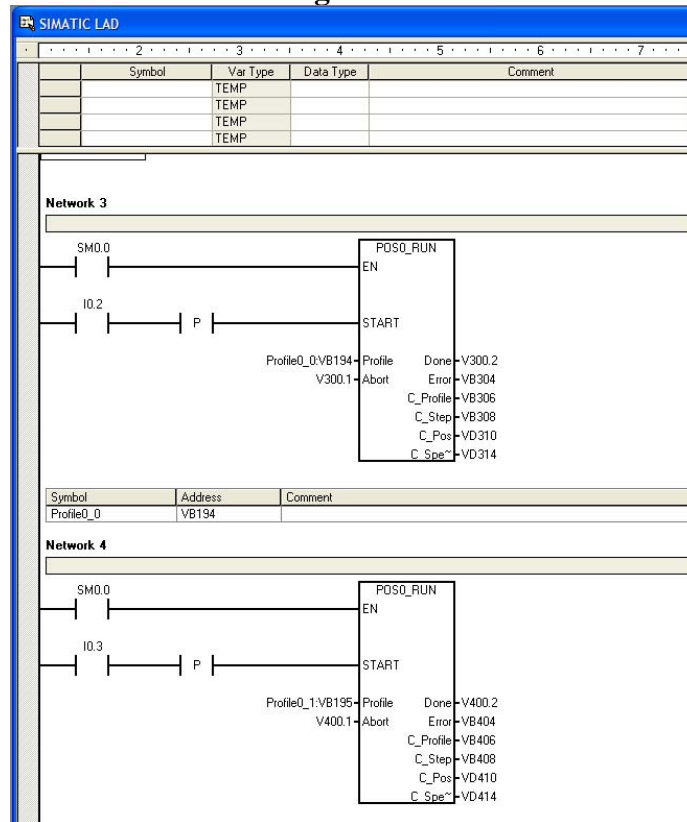 SIMATIC LAD
2 3 4 5 6 7
Symbol Var Type Data Type Comment
TEMP
TEMP
TEMP
TEMP
Network 3
SM0.0 POS0_RUN
EN
I0.2
P START
Profile0_0:VB194 Profile Done V300.2
V300.1 Abort Error VB304
C_Profile VB306
C_Step VB308
C_Pos VD310
C_Spe~ VD314
Symbol Address Comment
Profile0_0 VB194
Network 4
SM0.0 POS0_RUN
EN
I0.3
P START
Profile0_1:VB195 Profile Done V400.2
V400.1 Abort Error VB404
C_Profile VB406
C_Step VB408
C_Pos VD410
C_Spe~ VD414